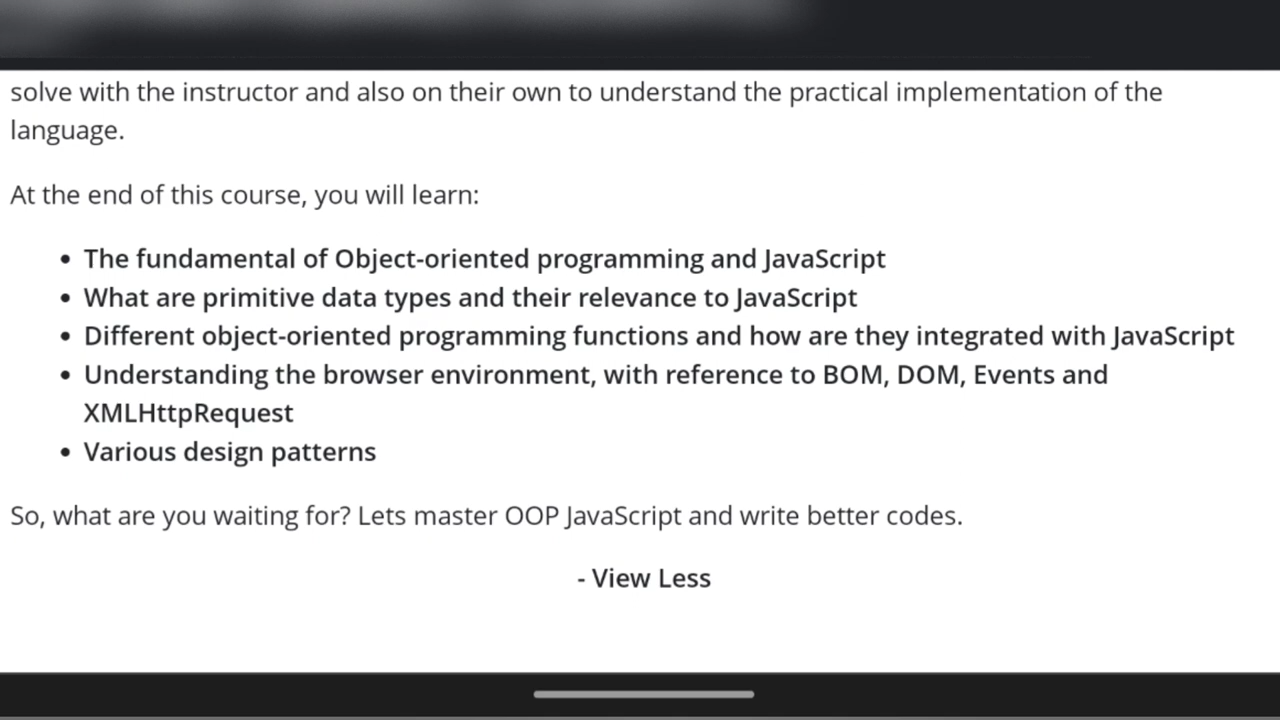 solve with the instructor and also on their own to understand the practical implementation of the
language.
At the end of this course, you will learn:
• The fundamental of Object-oriented programming and JavaScript
• What are primitive data types and their relevance to JavaScript
• Different object-oriented programming functions and how are they integrated with JavaScript
• Understanding the browser environment, with reference to BOM, DOM, Events and
XMLHttpRequest
• Various design patterns
So, what are you waiting for? Lets master OOP JavaScript and write better codes.
- View Less